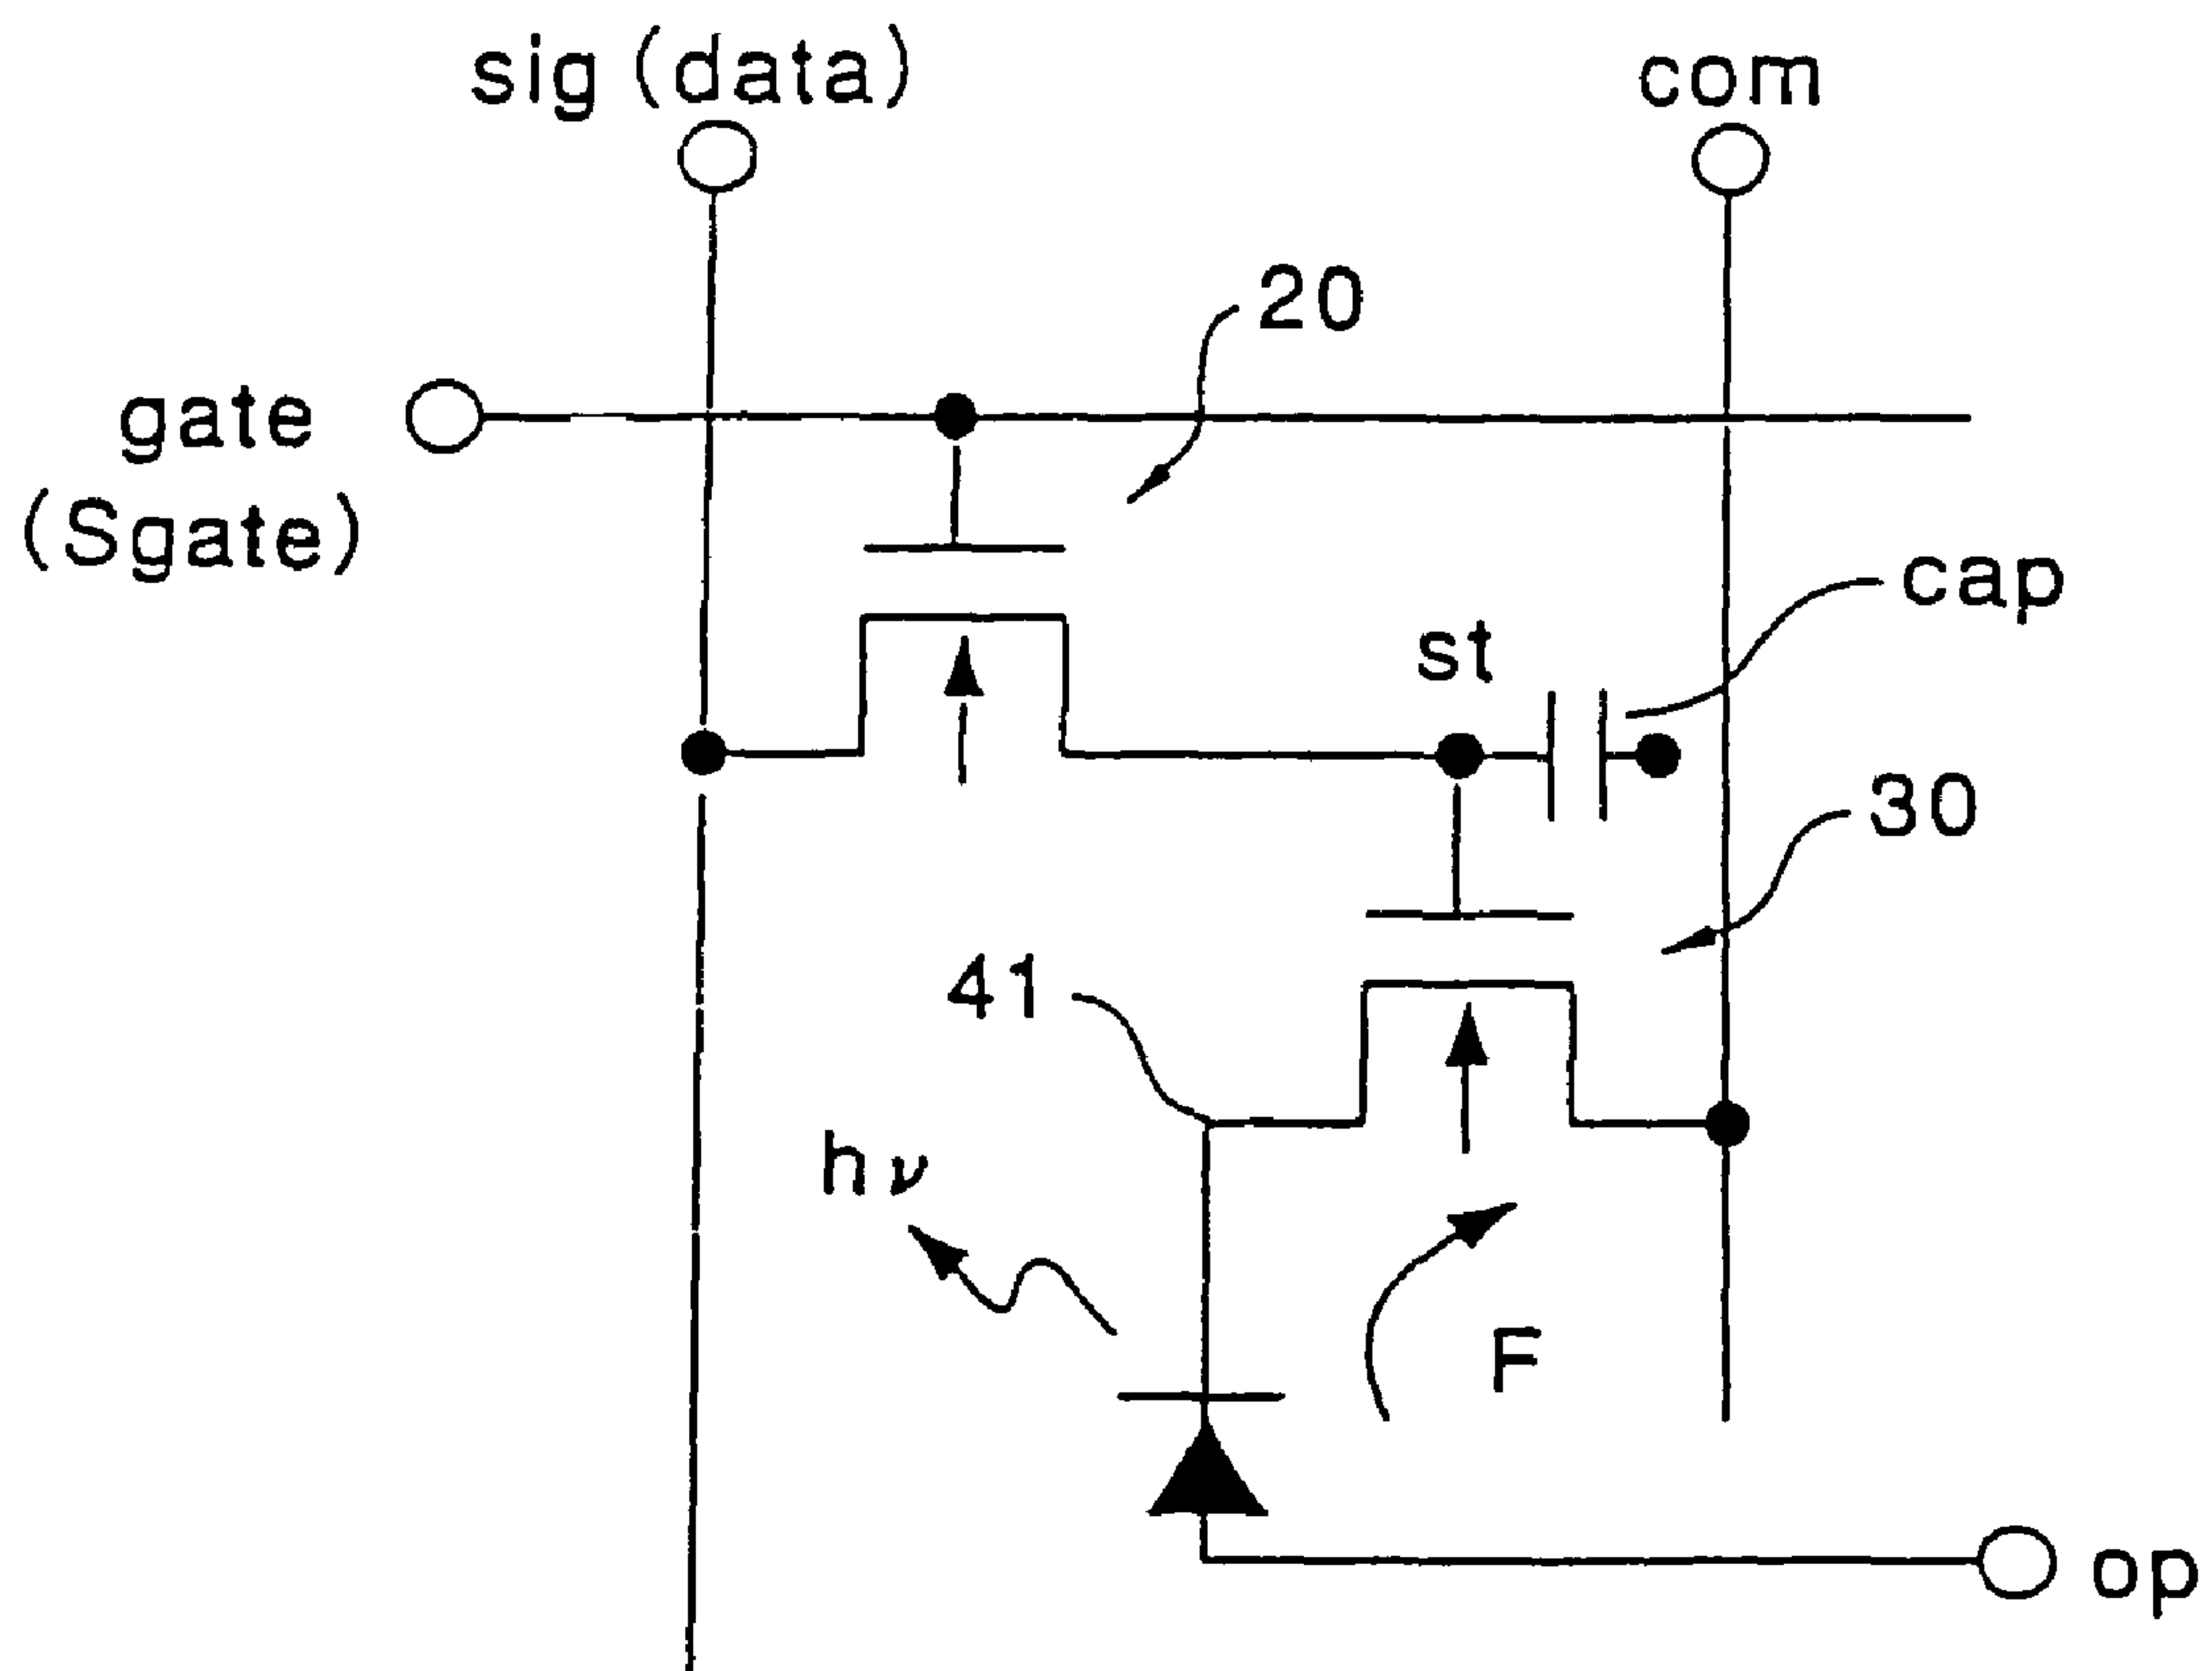 sig (data)
com
20
gate
(Sgate)
cap
st
30
41
hν
F
op